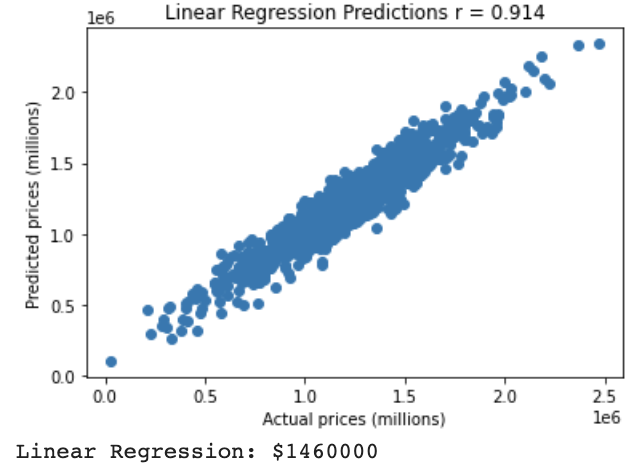 Linear Regression Predictions r = 0.914
1e6
Predicted prices (millions)
2.0
1.5
1.0
0.5
0.0
0.0 0.5 1.0 1.5 2.0 2.5
Actual prices (millions)
1e6
Linear Regression: $1460000